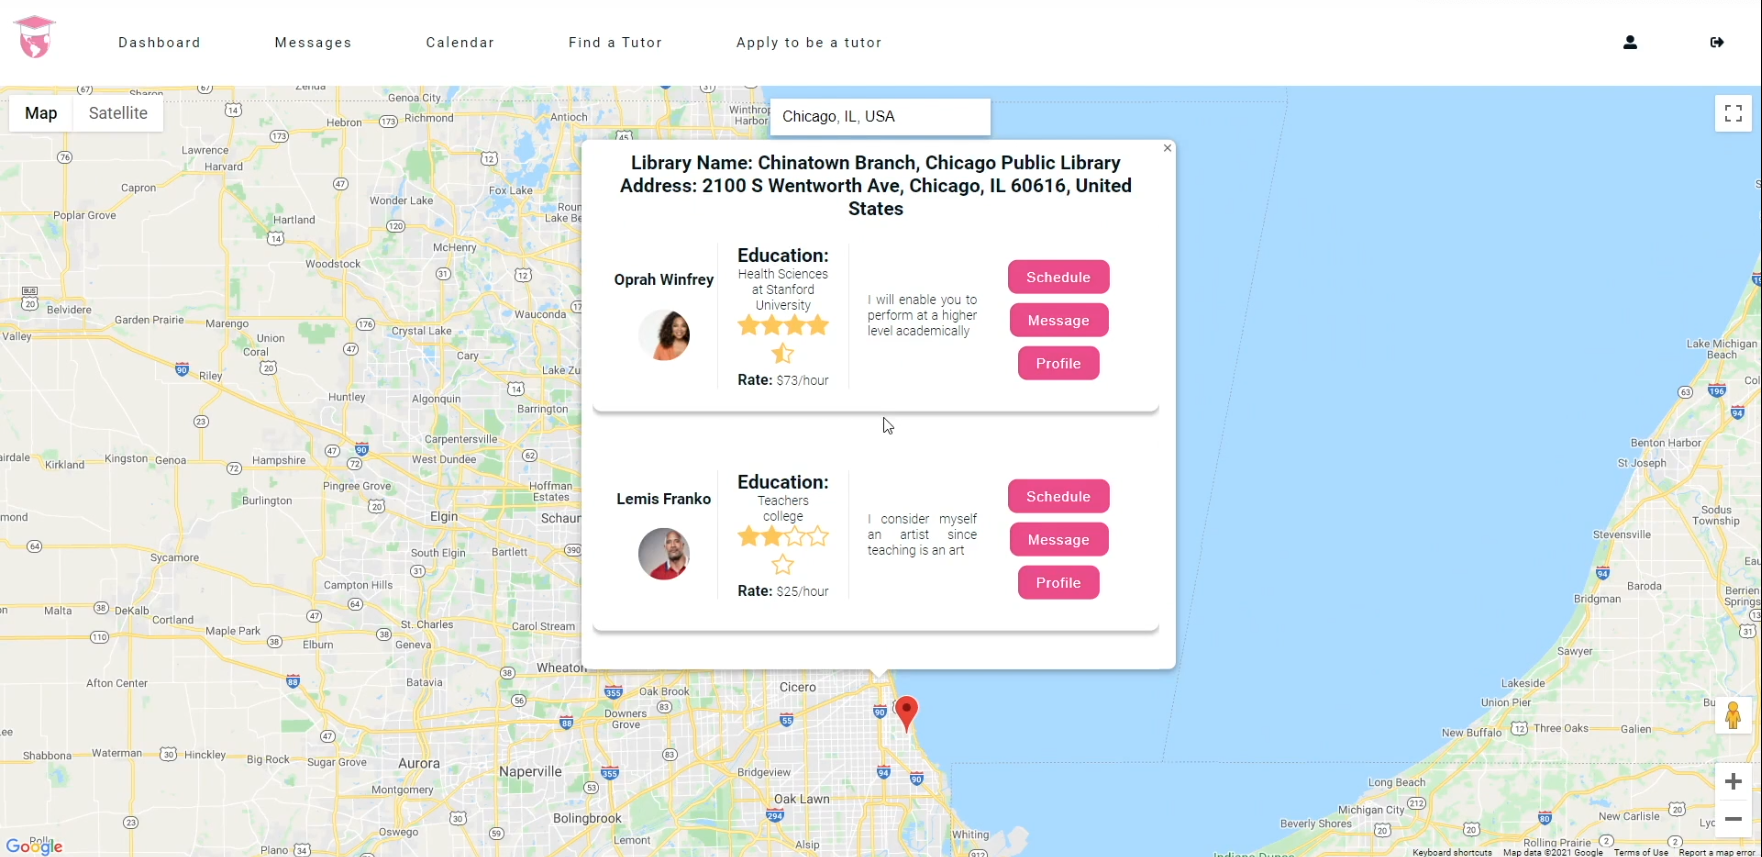 Dashboard
Messages
Calendar
Find a Tutor
Apply to be a tutor
Map
Satellite
Chicago, IL, USA
Library Name: Chinatown Branch, Chicago Public Library
Address: 2100 S Wentworth Ave, Chicago, IL 60616, United
States
Oprah Winfrey
Education:
Health Sciences
at Stanford
University
Rate: $73/hour
I will enable you to
perform at a higher
level academically
Schedule
Message
Profile
Lemis Franko
Education:
Teachers
college
Rate: $25/hour
I consider myself
an artist since
teaching is an art
Schedule
Message
Profile
Genoa City
Hebron
Richmond
Antioch
Winthrop
Harbor
Lawrence
Harvard
Capron
Wonder Lake
Fox Lake
Poplar Grove
Hartland
McHenry
Woodstock
BUS
20
Belvidere
Garden Prairie
Marengo
Union
Coral
Crystal Lake
Wauconda
Cary
Riley
Huntley
Algonquin
Barrington
Carpentersville
West Dundee
Kirkland
Kingston
Genoa
Hampshire
Pingree Grove
Burlington
Elgin
Hoffman
Estates
South Elgin
Bartlett
Sycamore
Campton Hills
Malta
DeKalb
Cortland
Maple Park
Elburn
St. Charles
Geneva
Carol Stream
Afton Center
Batavia
Wheaton
Oak Brook
Cicero
Downers
Grove
Shabbona
Waterman
Hinckley
Big Rock
Sugar Grove
Aurora
Naperville
Bridgeview
Montgomery
Oak Lawn
Oswego
Bolingbrook
Lemont
Alsip
Plano
Whiting
Lake Michigan
Beach
Benton Harbor
St Joseph
Sodus
Township
Stevensville
Baroda
Bridgman
Berrien
Springs
Sawyer
Lakeside
Union Pier
Three Oaks
Galien
New Buffalo
Long Beach
Michigan City
Beverly Shores
New Carlisle
Rolling Prairie
Google
Keyboard shortcuts
Map data ©2021 Google
Terms of Use
Report a map error